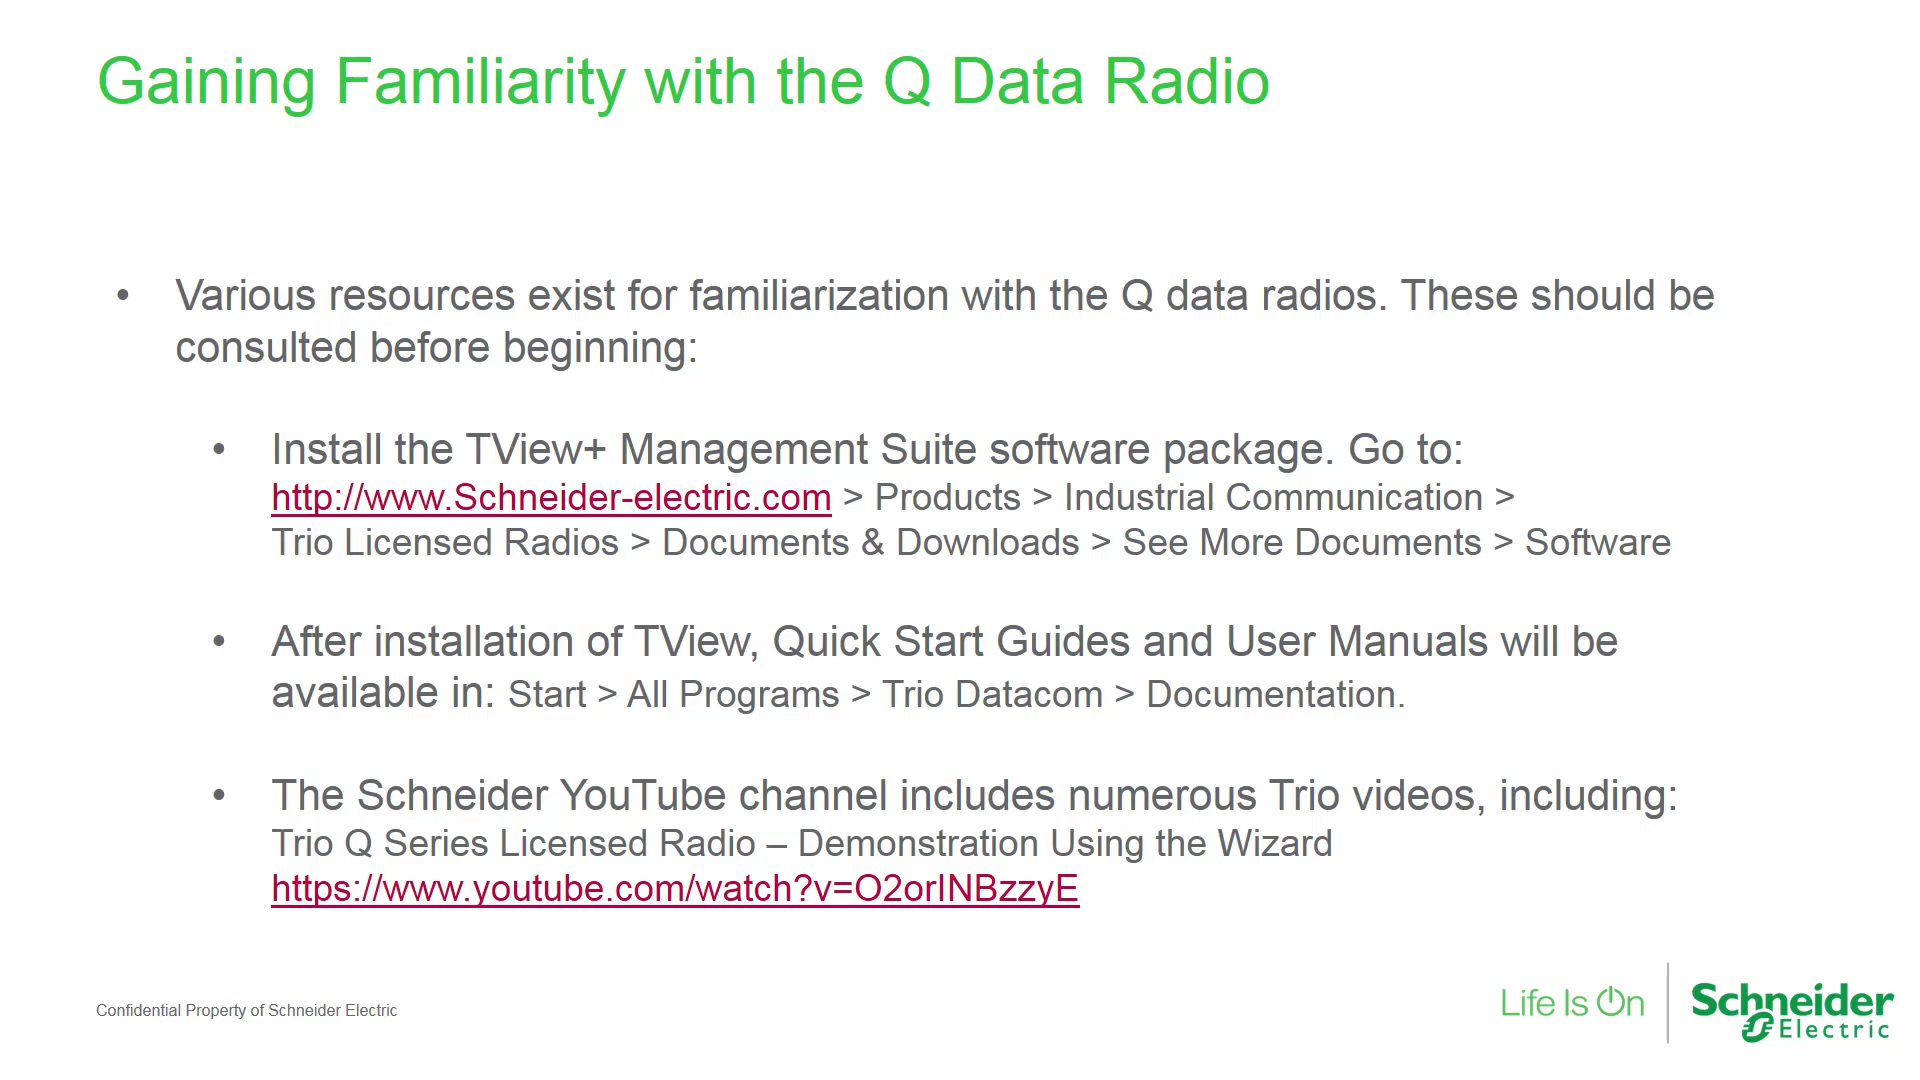 Gaining Familiarity with the Q Data Radio
• Various resources exist for familiarization with the Q data radios. These should be
consulted before beginning:
• Install the TView+ Management Suite software package. Go to:
http://www.Schneider-electric.com > Products > Industrial Communication >
Trio Licensed Radios > Documents & Downloads > See More Documents > Software
• After installation of TView, Quick Start Guides and User Manuals will be
available in: Start > All Programs > Trio Datacom > Documentation.
• The Schneider YouTube channel includes numerous Trio videos, including:
Trio Q Series Licensed Radio – Demonstration Using the Wizard
https://www.youtube.com/watch?v=O2orINBzzyE
Confidential Property of Schneider Electric
Life Is On
Schneider
Electric